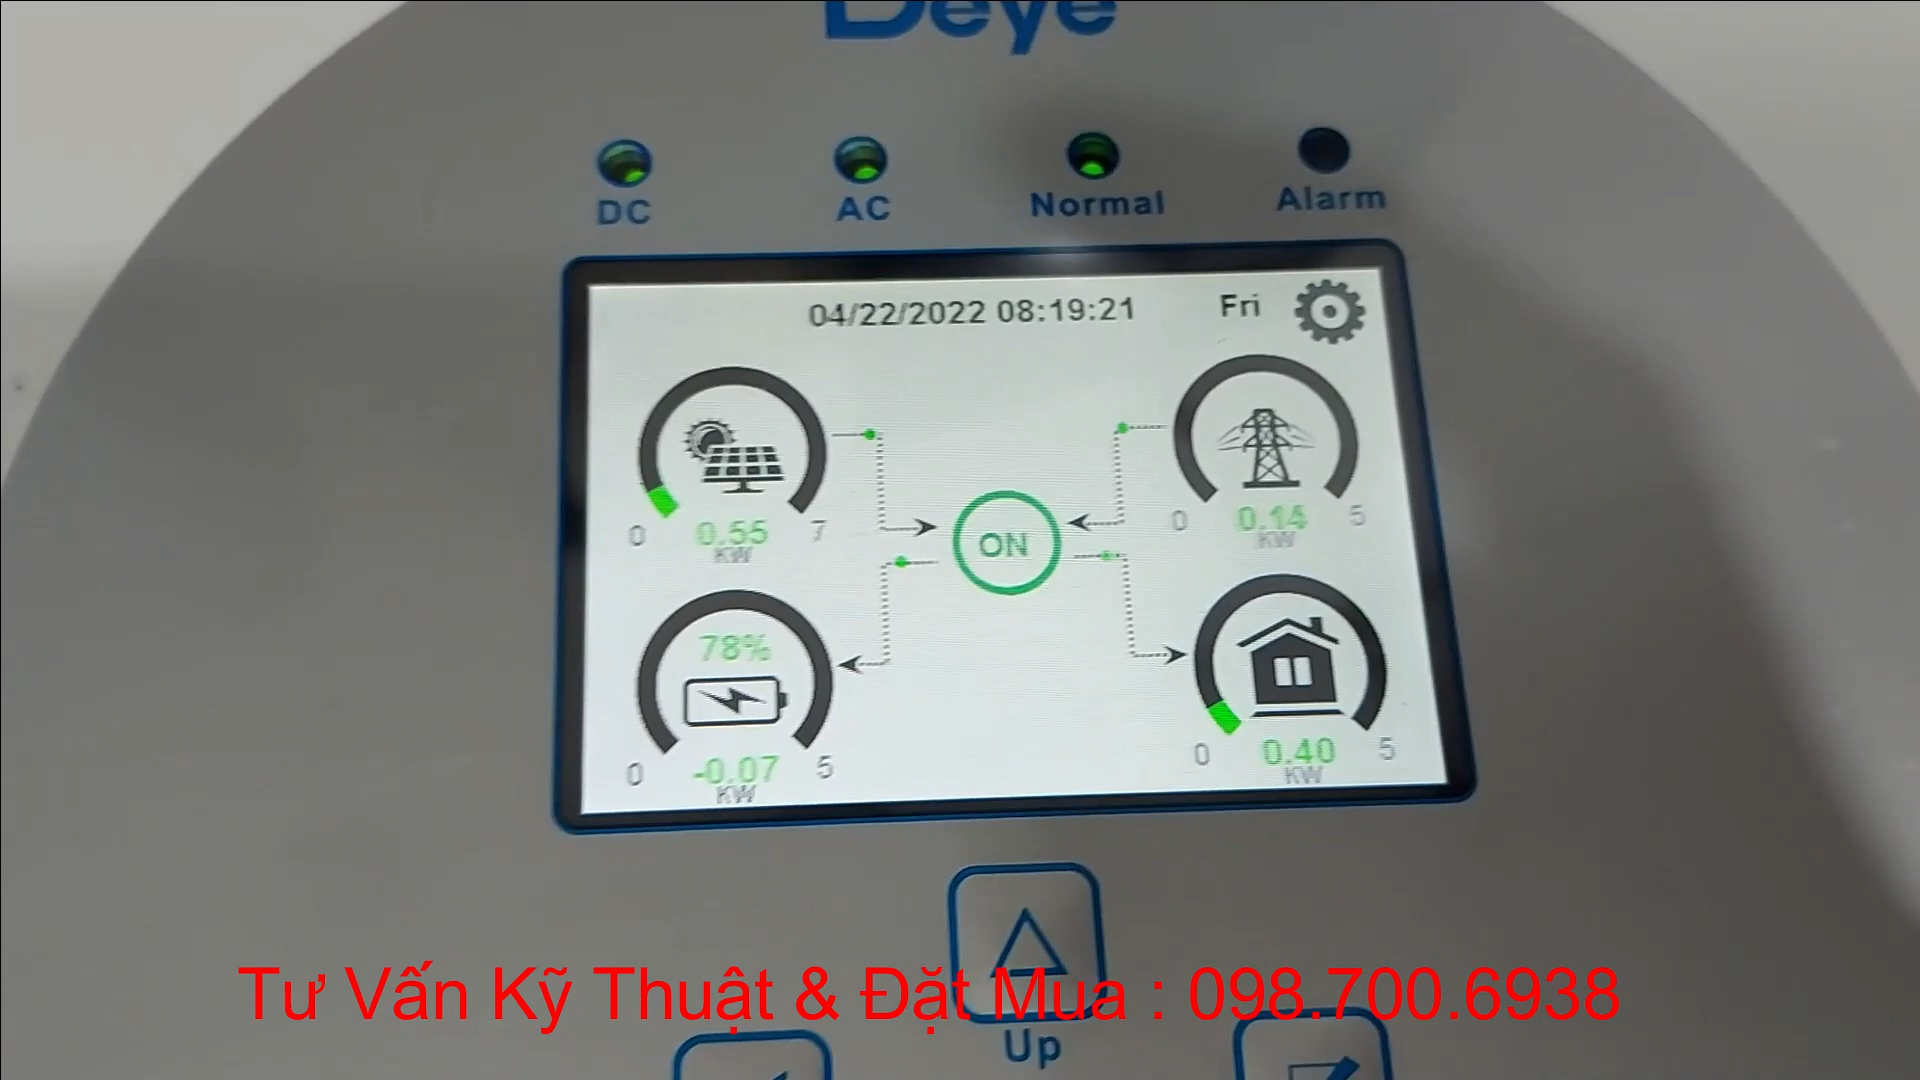 Deye
DC AC Normal Alarm
04/22/2022 08:19:21 Fri
0 0.55 7
KW
0 0.14 5
KW
ON
78%
0 -0.07 5
KW
0 0.40 5
KW
Tư Vấn Kỹ Thuật & Đặt Mua : 098.700.6938
Up